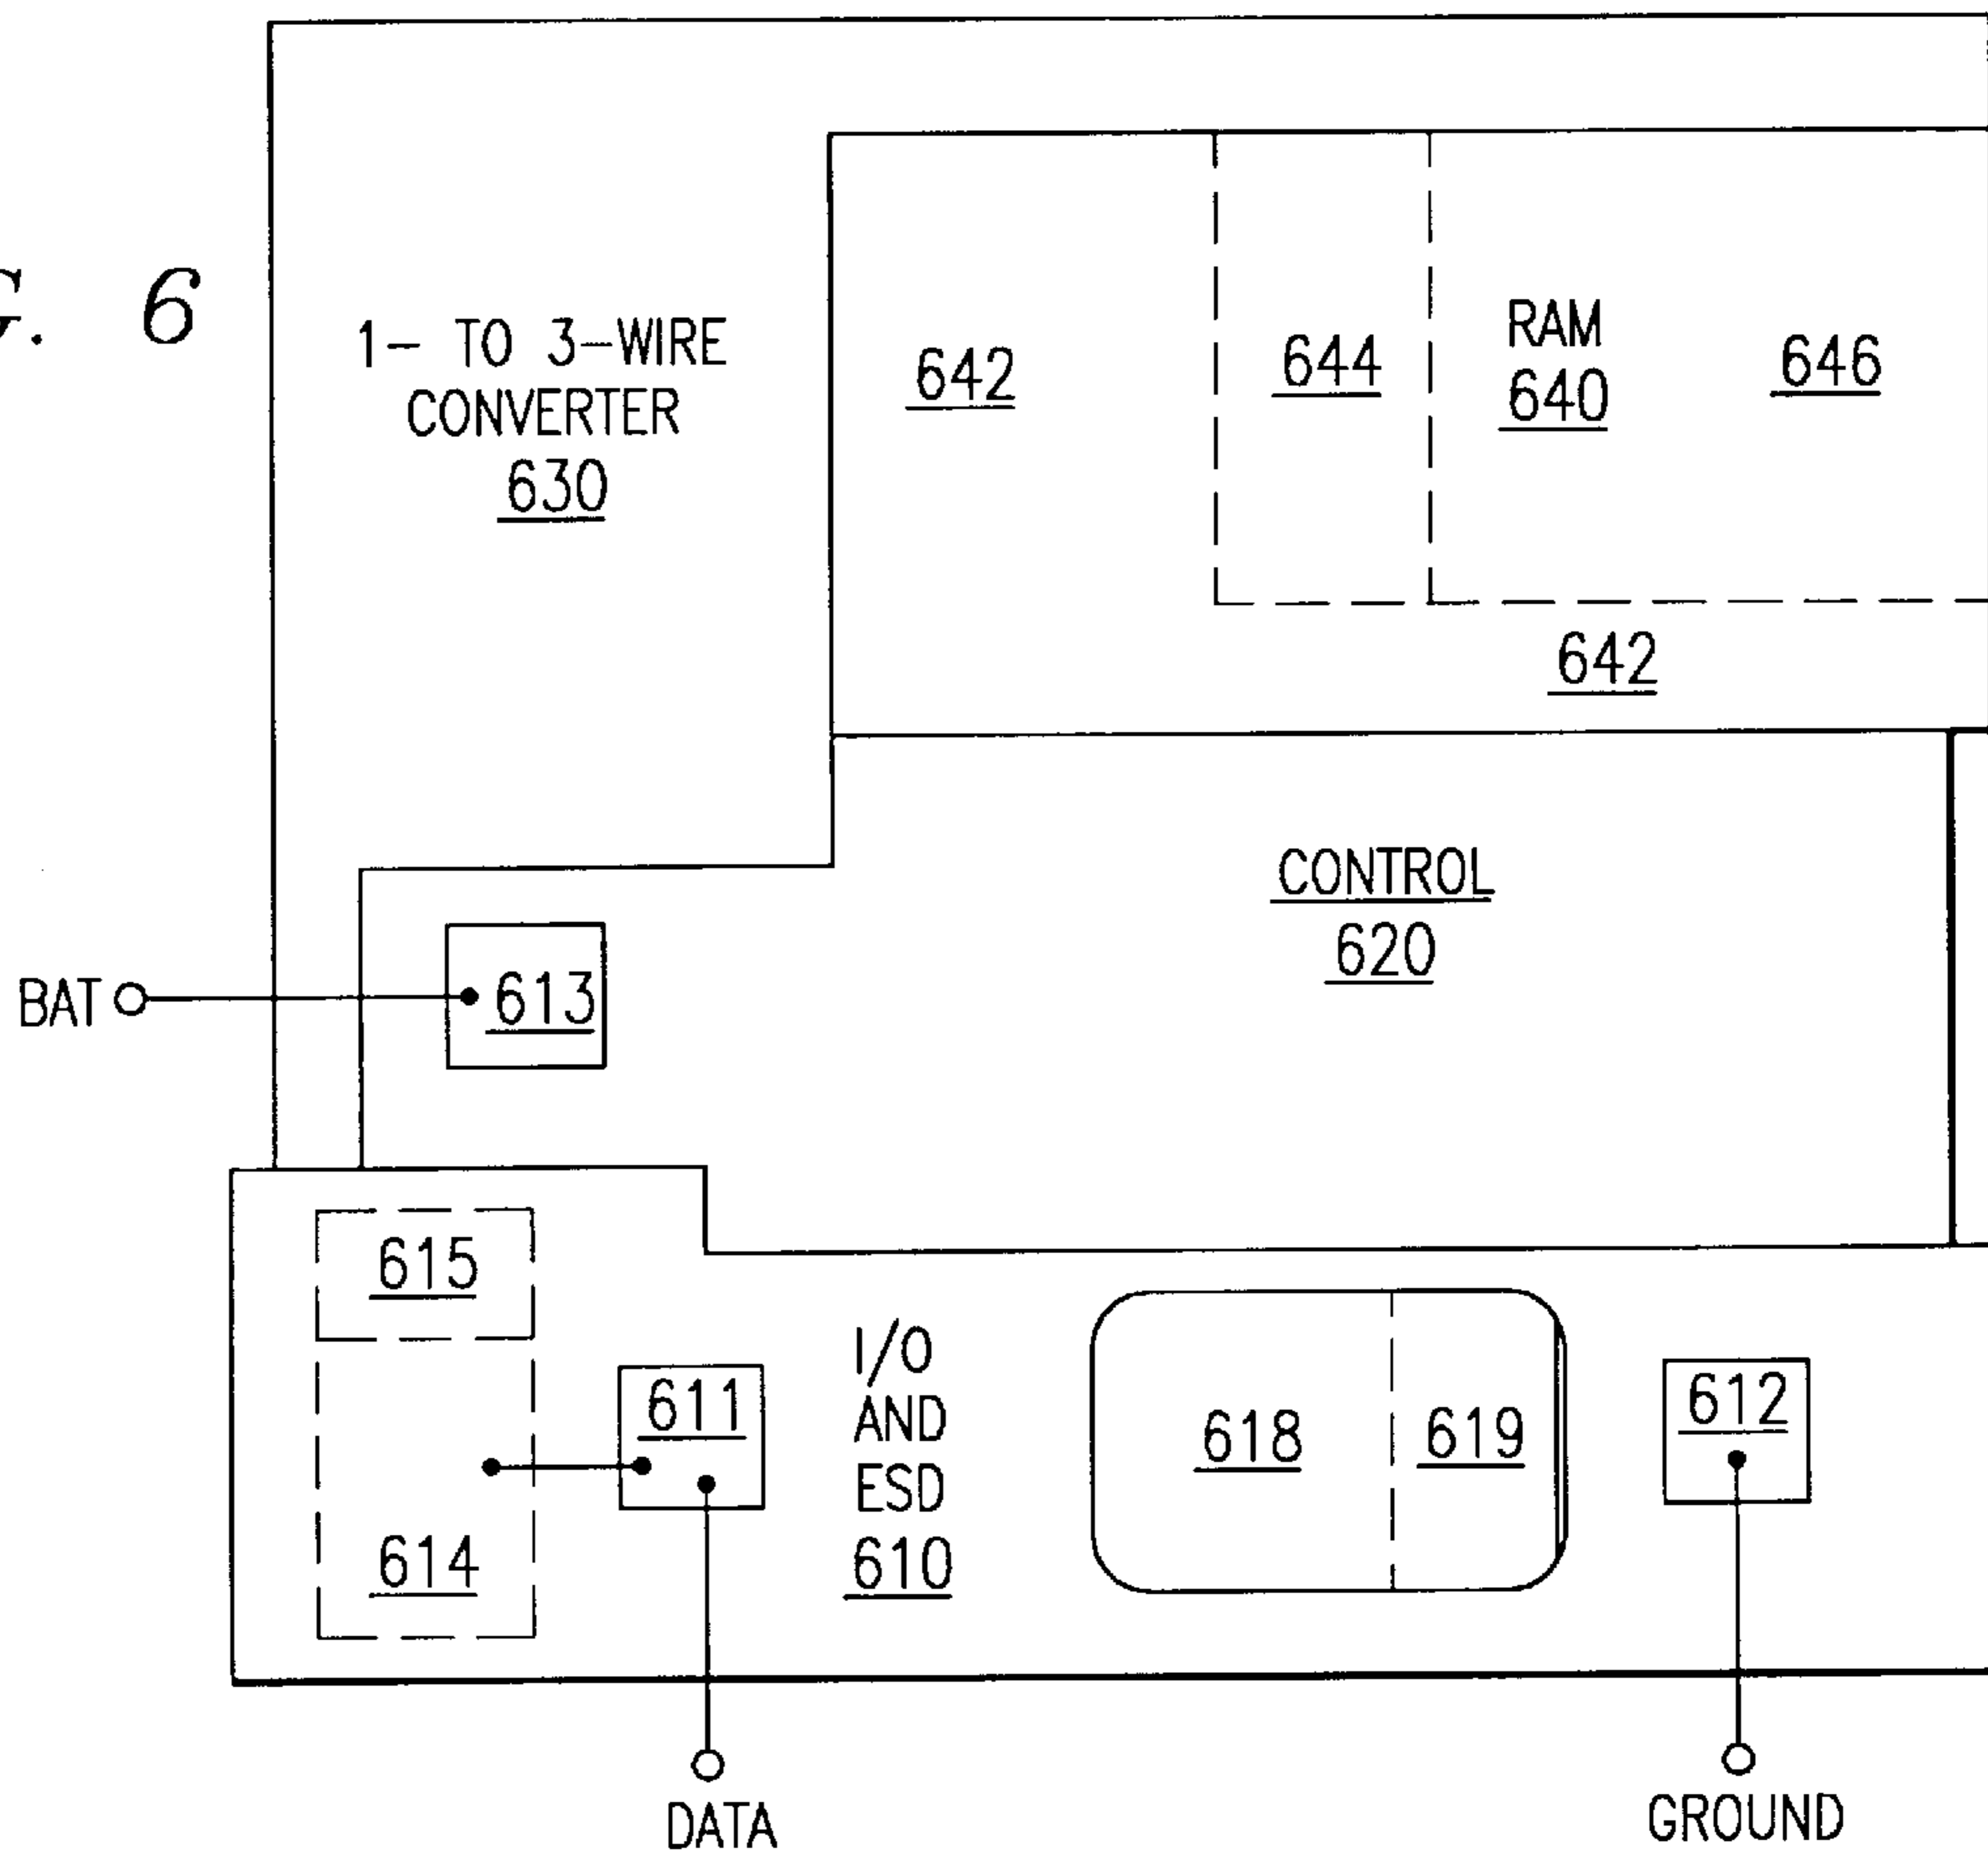 G. 6
1- TO 3-WIRE
CONVERTER
630
642
644
RAM
640
646
642
CONTROL
620
BAT
613
615
614
611
I/O
AND
ESD
610
618
619
612
DATA
GROUND